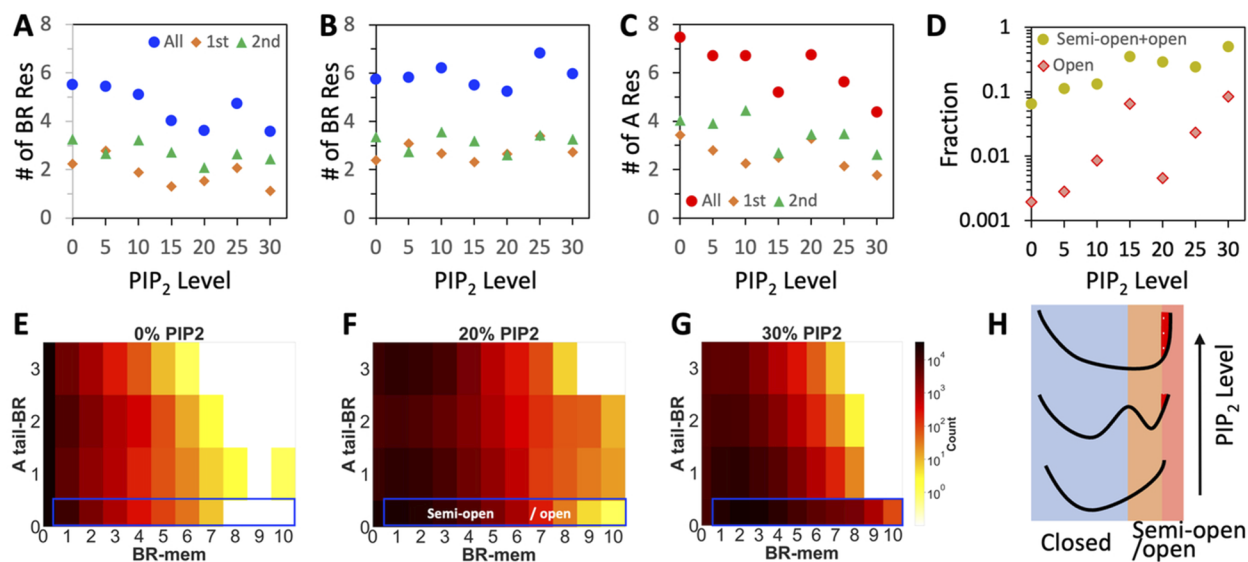 A
8
6
4
2
0
# of BR Res
All 1st 2nd
0 5 10 15 20 25 30
PIP2 Level
B
8
6
4
2
0
# of BR Res
0 5 10 15 20 25 30
PIP2 Level
C
8
6
4
2
0
# of A Res
All 1st 2nd
0 5 10 15 20 25 30
PIP2 Level
D
1
0.1
0.01
0.001
Fraction
Semi-open+open
Open
0 5 10 15 20 25 30
PIP2 Level
E
0% PIP2
3
2
1
0
A tail-BR
0 1 2 3 4 5 6 7 8 9 10
BR-mem
F
20% PIP2
3
2
1
0
A tail-BR
Semi-open / open
0 1 2 3 4 5 6 7 8 9 10
BR-mem
G
30% PIP2
3
2
1
0
A tail-BR
0 1 2 3 4 5 6 7 8 9 10
BR-mem
10^4
10^3
10^2
10^1
10^0
Count
H
PIP2 Level
Closed
Semi-open
/open